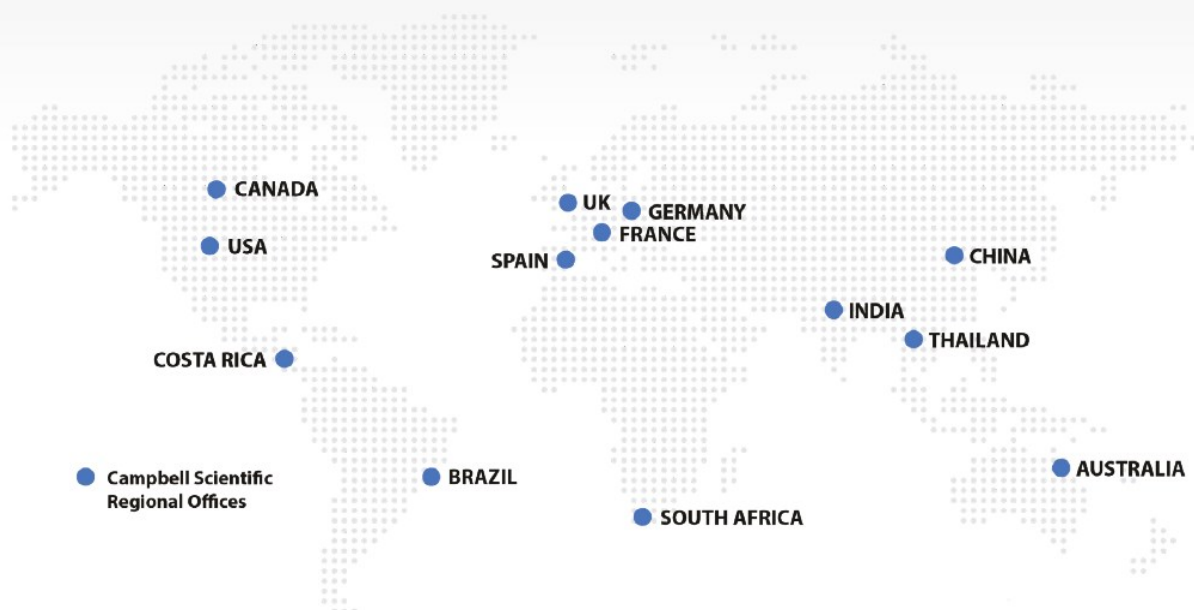 CANADA
UK
GERMANY
FRANCE
USA
SPAIN
CHINA
INDIA
THAILAND
COSTA RICA
Campbell Scientific
Regional Offices
BRAZIL
AUSTRALIA
SOUTH AFRICA